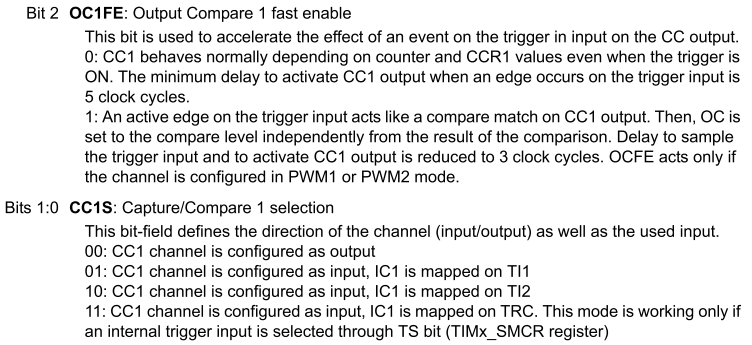 Bit 2 OC1FE: Output Compare 1 fast enable
This bit is used to accelerate the effect of an event on the trigger in input on the CC output.
0: CC1 behaves normally depending on counter and CCR1 values even when the trigger is
ON. The minimum delay to activate CC1 output when an edge occurs on the trigger input is
5 clock cycles.
1: An active edge on the trigger input acts like a compare match on CC1 output. Then, OC is
set to the compare level independently from the result of the comparison. Delay to sample
the trigger input and to activate CC1 output is reduced to 3 clock cycles. OCFE acts only if
the channel is configured in PWM1 or PWM2 mode.
Bits 1:0 CC1S: Capture/Compare 1 selection
This bit-field defines the direction of the channel (input/output) as well as the used input.
00: CC1 channel is configured as output
01: CC1 channel is configured as input, IC1 is mapped on TI1
10: CC1 channel is configured as input, IC1 is mapped on TI2
11: CC1 channel is configured as input, IC1 is mapped on TRC. This mode is working only if
an internal trigger input is selected through TS bit (TIMx_SMCR register)